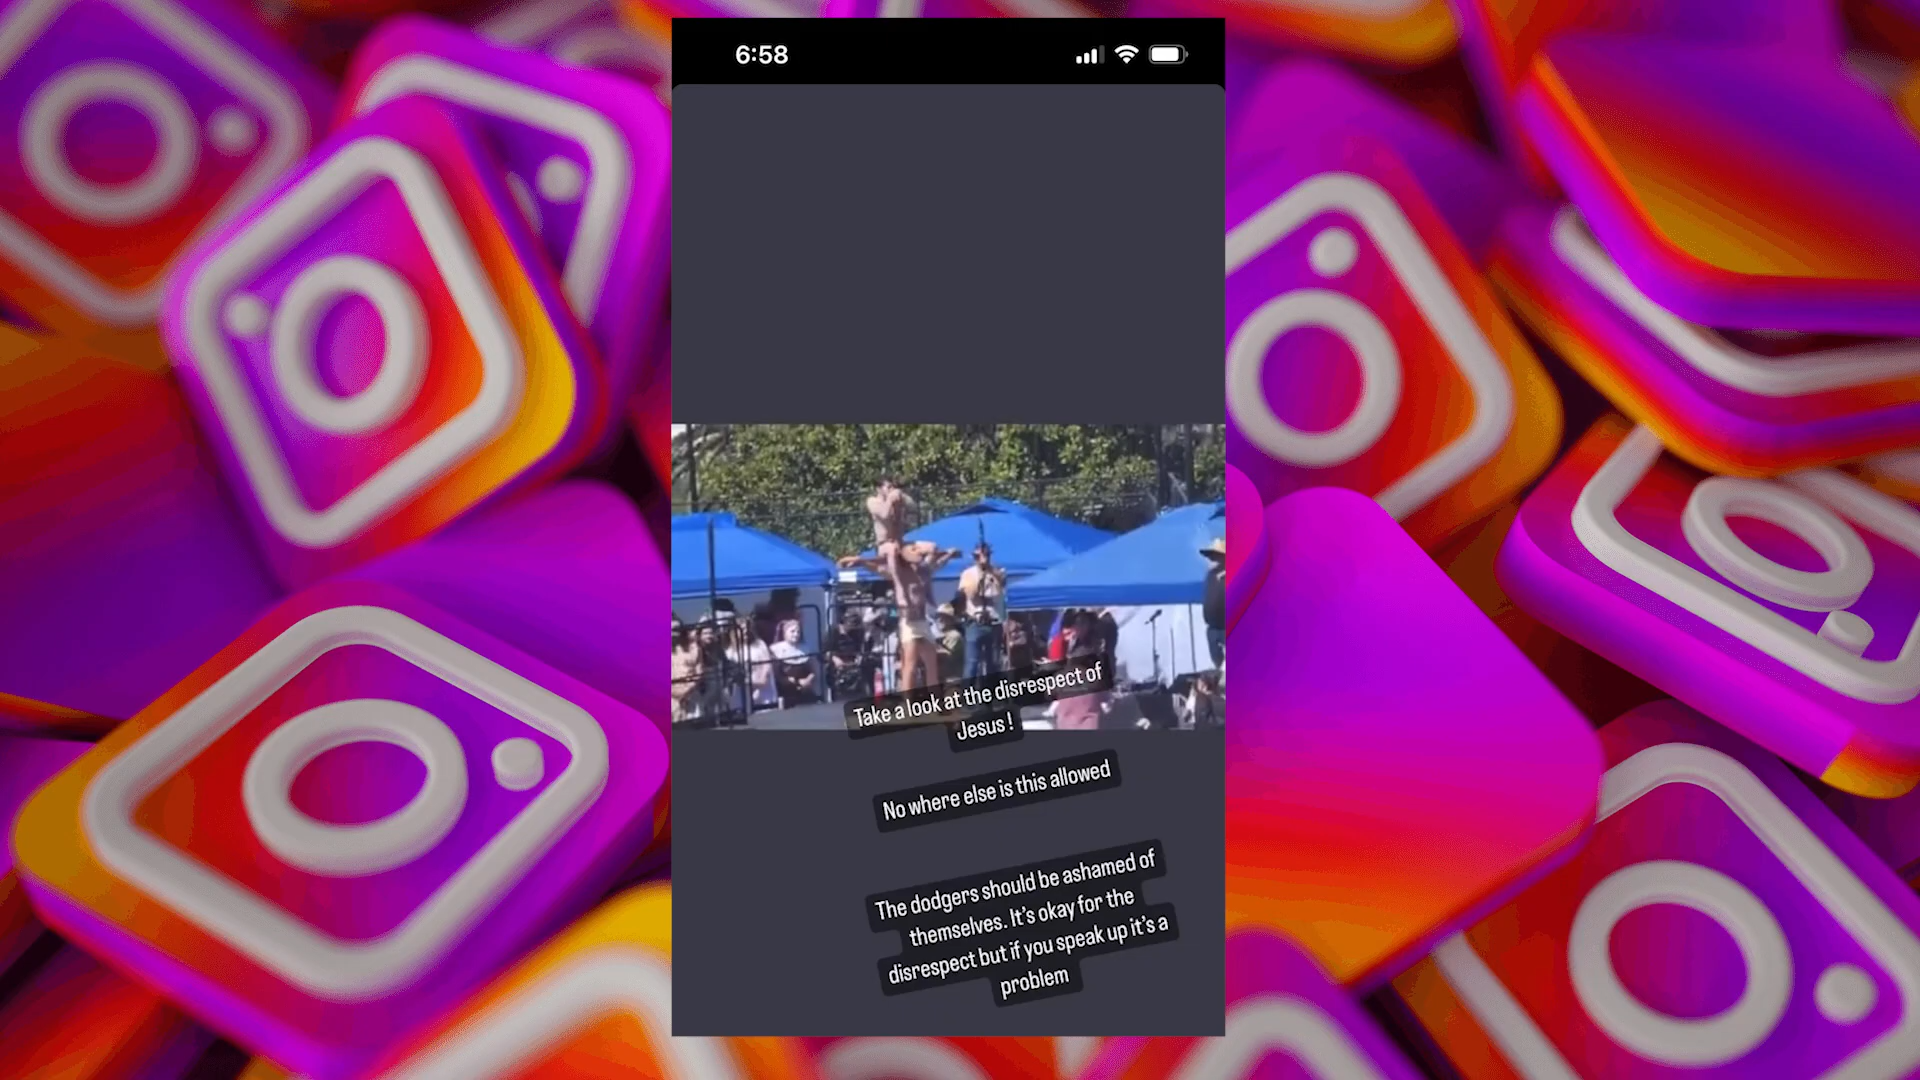 6:58
Take a look at the disrespect of
Jesus !
No where else is this allowed
The dodgers should be ashamed of
themselves. It's okay for the
disrespect but if you speak up it's a
problem